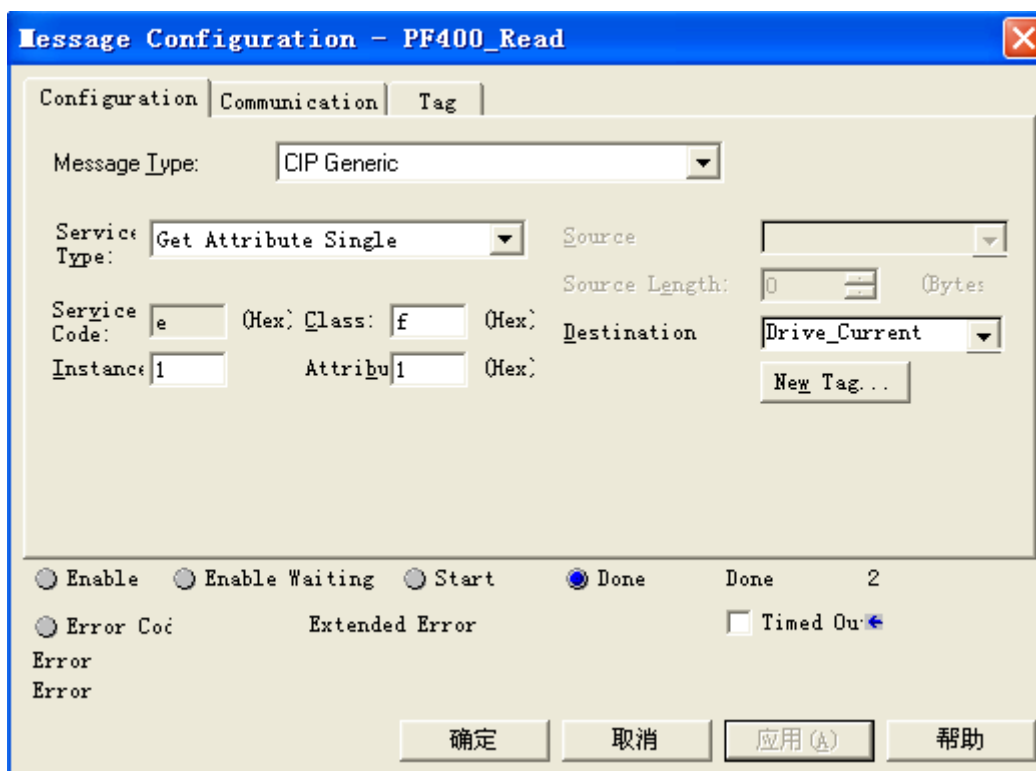 Message Configuration - PF400_Read
Configuration Communication Tag
Message Type: CIP Generic
Service Type: Get Attribute Single
Source
Source Length: 0 (Bytes
Service Code: e (Hex) Class: f (Hex)
Destination Drive_Current
Instance 1 Attribu 1 (Hex)
New Tag...
Enable Enable Waiting Start Done Done 2
Error Cod Extended Error Timed Ou
Error
Error
确定 取消 应用(A) 帮助